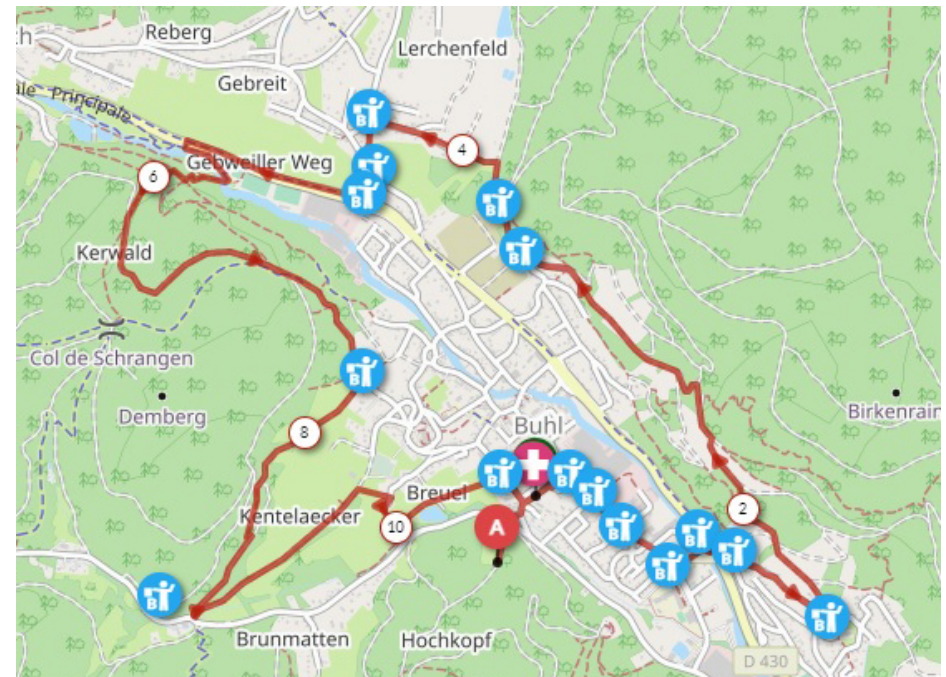 Reberg
Lerchenfeld
Gebreit
Principale
B
4
B
Gebweiller Weg
6
B
B
B
Kerwald
Col de Schrangen
B
Demberg
Birkenrain
8
Buhl
B
B
Breuel
B
Kentelaecker
10
A
2
B
B
B
B
B
B
Brunmatten
Hochkopf
D 430